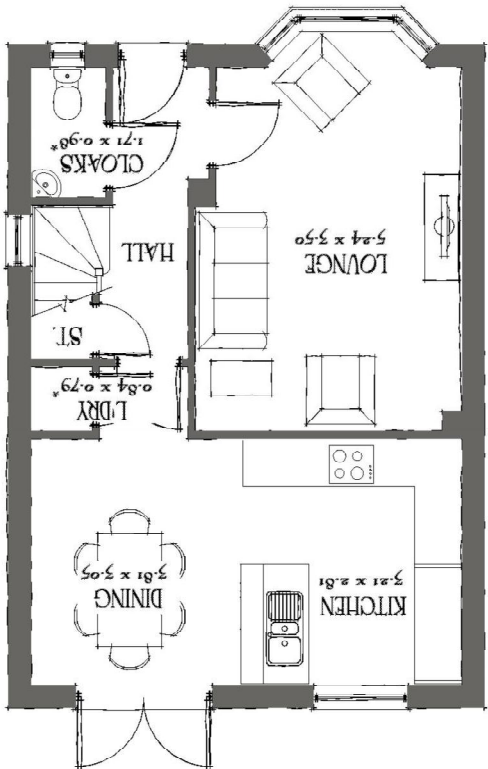 KITCHEN
3.21 x 2.81
DINING
3.81 x 3.05
L'DRY
0.84 x 0.79*
ST.
LOUNGE
5.24 x 3.50
HALL
CLOAKS
1.71 x 0.98*